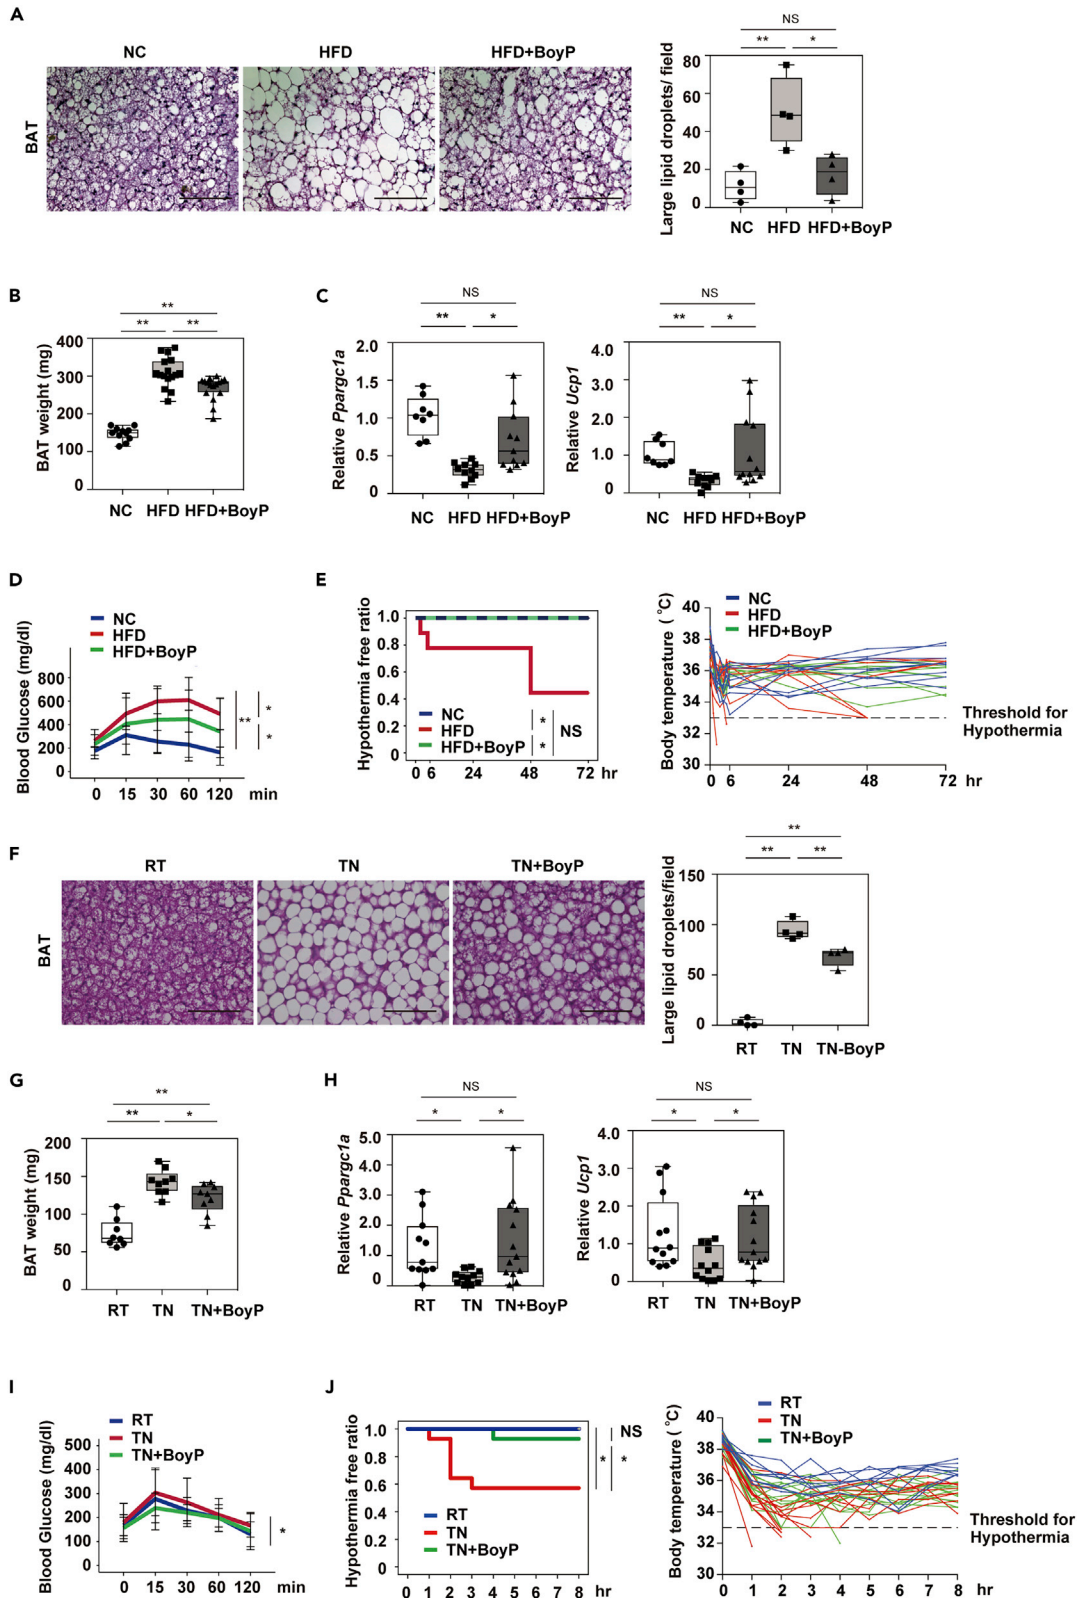 A
NC
HFD
HFD+BoyP
BAT
NS
**
*
Large lipid droplets/ field
80
60
40
20
0
NC HFD HFD+BoyP
B
**
** **
BAT weight (mg)
400
300
200
100
0
NC HFD HFD+BoyP
C
NS
** *
Relative Ppargc1a
2.0
1.5
1.0
0.5
0
NC HFD HFD+BoyP
NS
** *
Relative Ucp1
4.0
3.0
2.0
1.0
0
NC HFD HFD+BoyP
D
NC
HFD
HFD+BoyP
Blood Glucose (mg/dl)
800
600
400
200
0
0 15 30 60 120 min
**
*
*
E
Hypothermia free ratio
1.0
0.8
0.6
0.4
0.2
0
NC
HFD
HFD+BoyP
*
*
NS
0 6 24 48 72 hr
NC
HFD
HFD+BoyP
Body temperature (°C)
38
36
34
32
30
0 6 24 48 72 hr
Threshold for
Hypothermia
F
RT
TN
TN+BoyP
BAT
**
** **
Large lipid droplets/field
150
100
50
0
RT TN TN-BoyP
G
**
** *
BAT weight (mg)
200
150
100
50
0
RT TN TN+BoyP
H
NS
* *
Relative Ppargc1a
5.0
4.0
3.0
2.0
1.0
0
RT TN TN+BoyP
NS
* *
Relative Ucp1
4.0
3.0
2.0
1.0
0
RT TN TN+BoyP
I
RT
TN
TN+BoyP
Blood Glucose (mg/dl)
500
400
300
200
100
0
0 15 30 60 120 min
*
J
Hypothermia free ratio
1.0
0.8
0.6
0.4
0.2
0
RT
TN
TN+BoyP
NS
*
*
0 1 2 3 4 5 6 7 8 hr
RT
TN
TN+BoyP
Body temperature (°C)
40
38
36
34
32
30
0 1 2 3 4 5 6 7 8 hr
Threshold for
Hypothermia